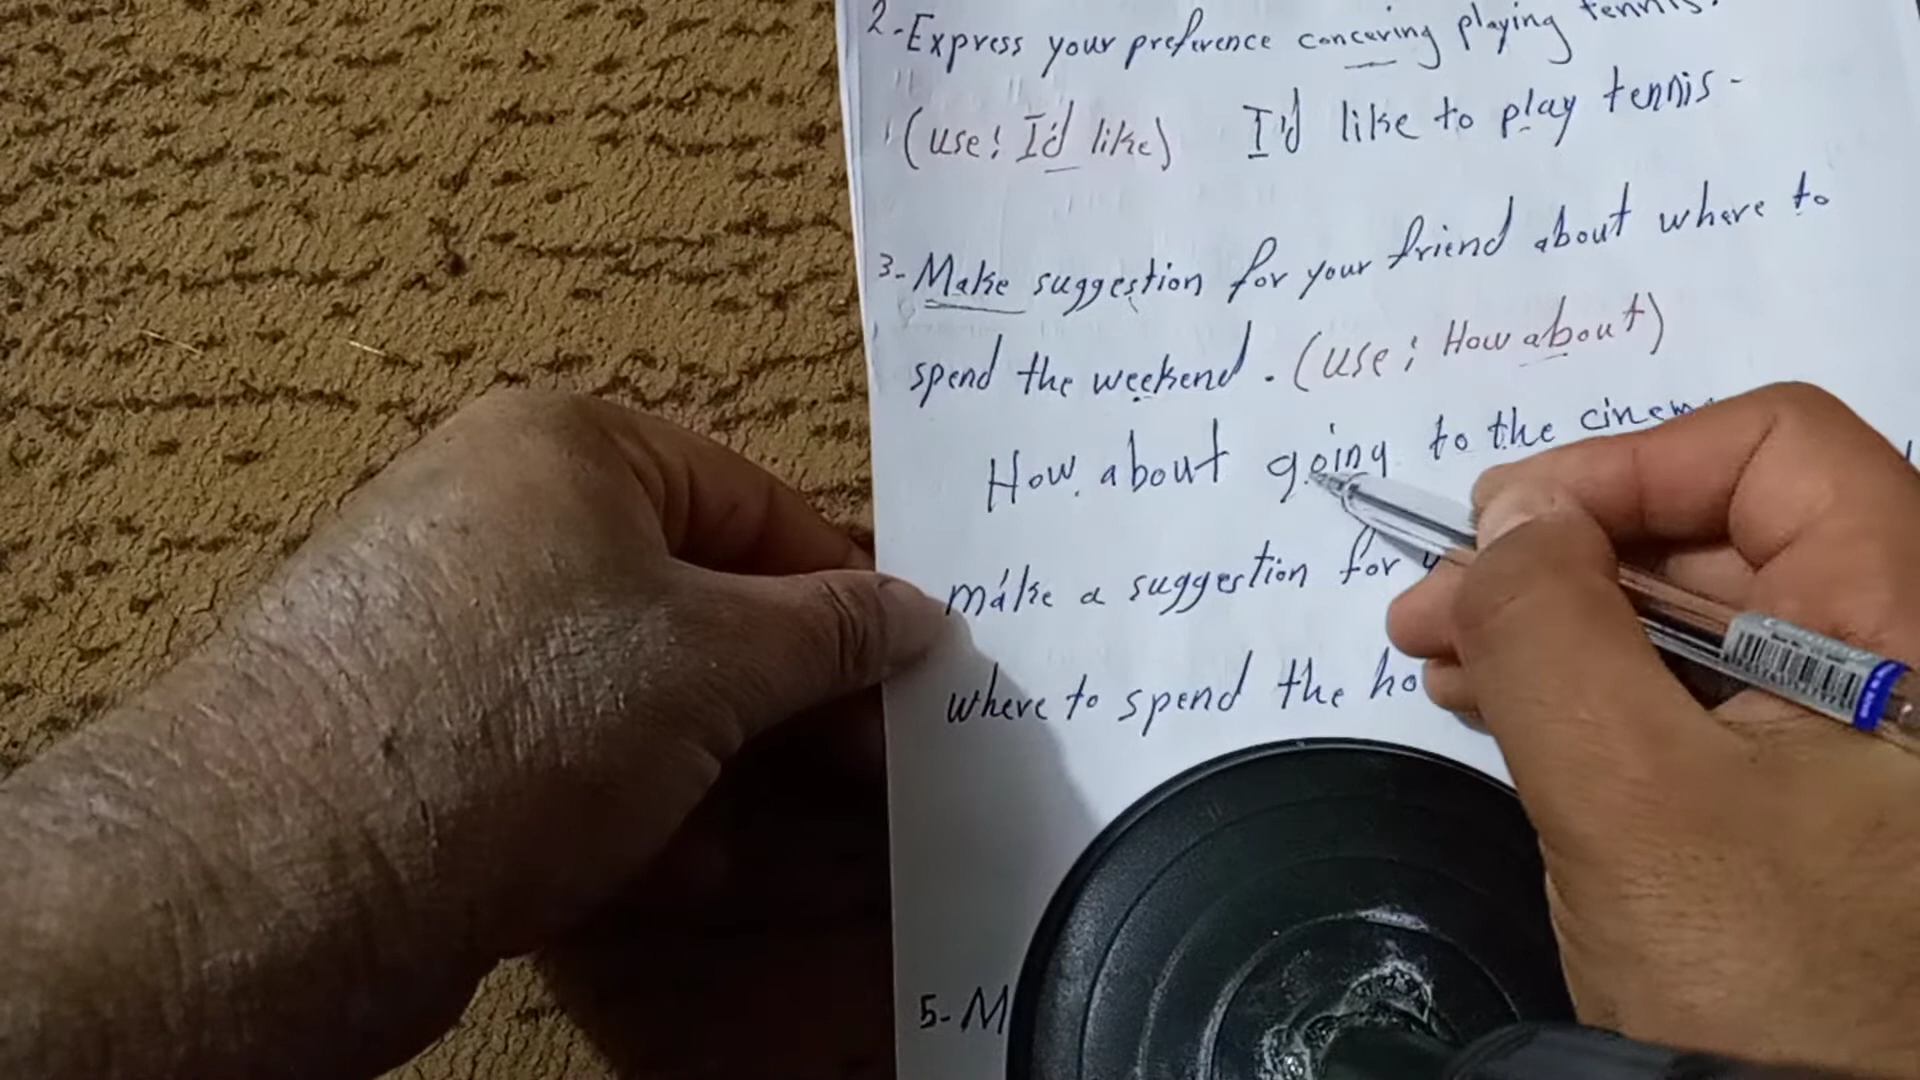 2-Express your preference concering playing tennis.
(use: I'd like) I'd like to play tennis-
3-Make suggestion for your friend about where to
spend the weekend. (use: How about)
How about going to the
make a suggestion for
where to spend the
5-